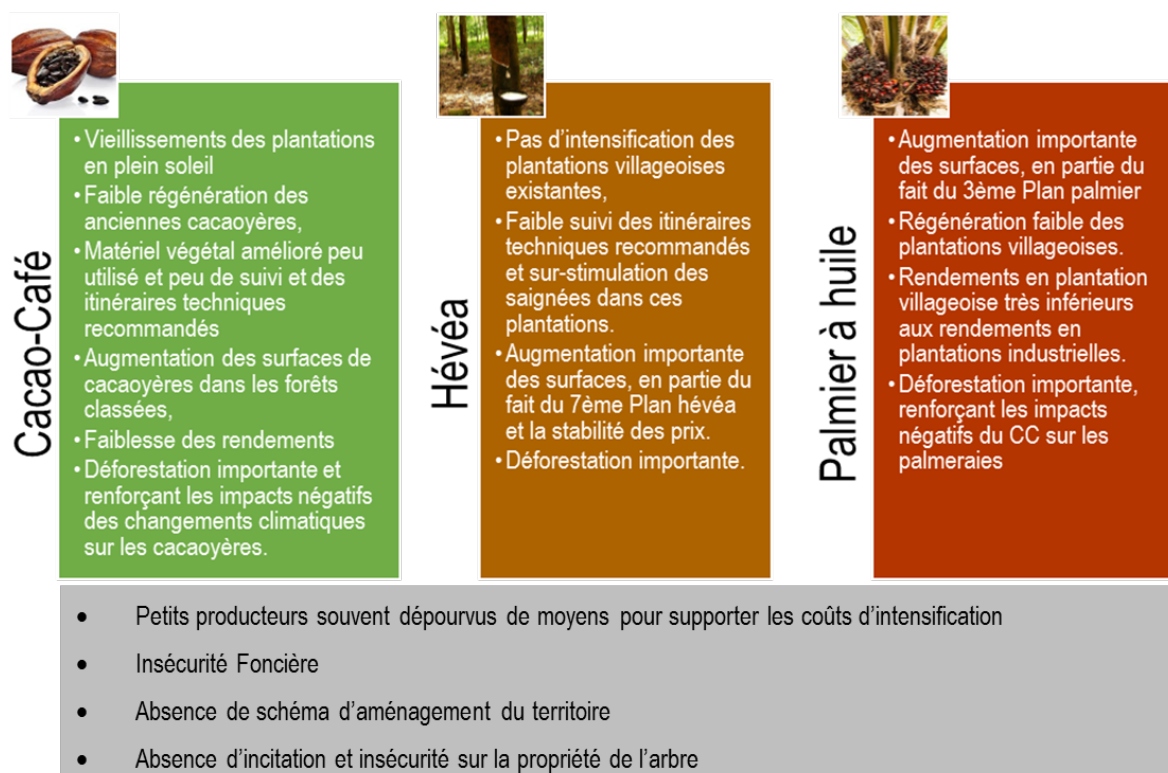 Cacao-Café
• Vieillissements des plantations
en plein soleil
• Faible régénération des
anciennes cacaoyères,
• Matériel végétal amélioré peu
utilisé et peu de suivi et des
itinéraires techniques
recommandés
• Augmentation des surfaces de
cacaoyères dans les forêts
classées,
• Faiblesse des rendements
• Déforestation importante et
renforçant les impacts négatifs
des changements climatiques
sur les cacaoyères.
Hévéa
• Pas d’intensification des
plantations villageoises
existantes,
• Faible suivi des itinéraires
techniques recommandés
et sur-stimulation des
saignées dans ces
plantations.
• Augmentation importante
des surfaces, en partie du
fait du 7ème Plan hévéa
et la stabilité des prix.
• Déforestation importante.
Palmier à huile
• Augmentation importante
des surfaces, en partie du
fait du 3ème Plan palmier
• Régénération faible des
plantations villageoises.
• Rendements en plantation
villageoise très inférieurs
aux rendements en
plantations industrielles.
• Déforestation importante,
renforçant les impacts
négatifs du CC sur les
palmeraies
• Petits producteurs souvent dépourvus de moyens pour supporter les coûts d’intensification
• Insécurité Foncière
• Absence de schéma d’aménagement du territoire
• Absence d’incitation et insécurité sur la propriété de l’arbre